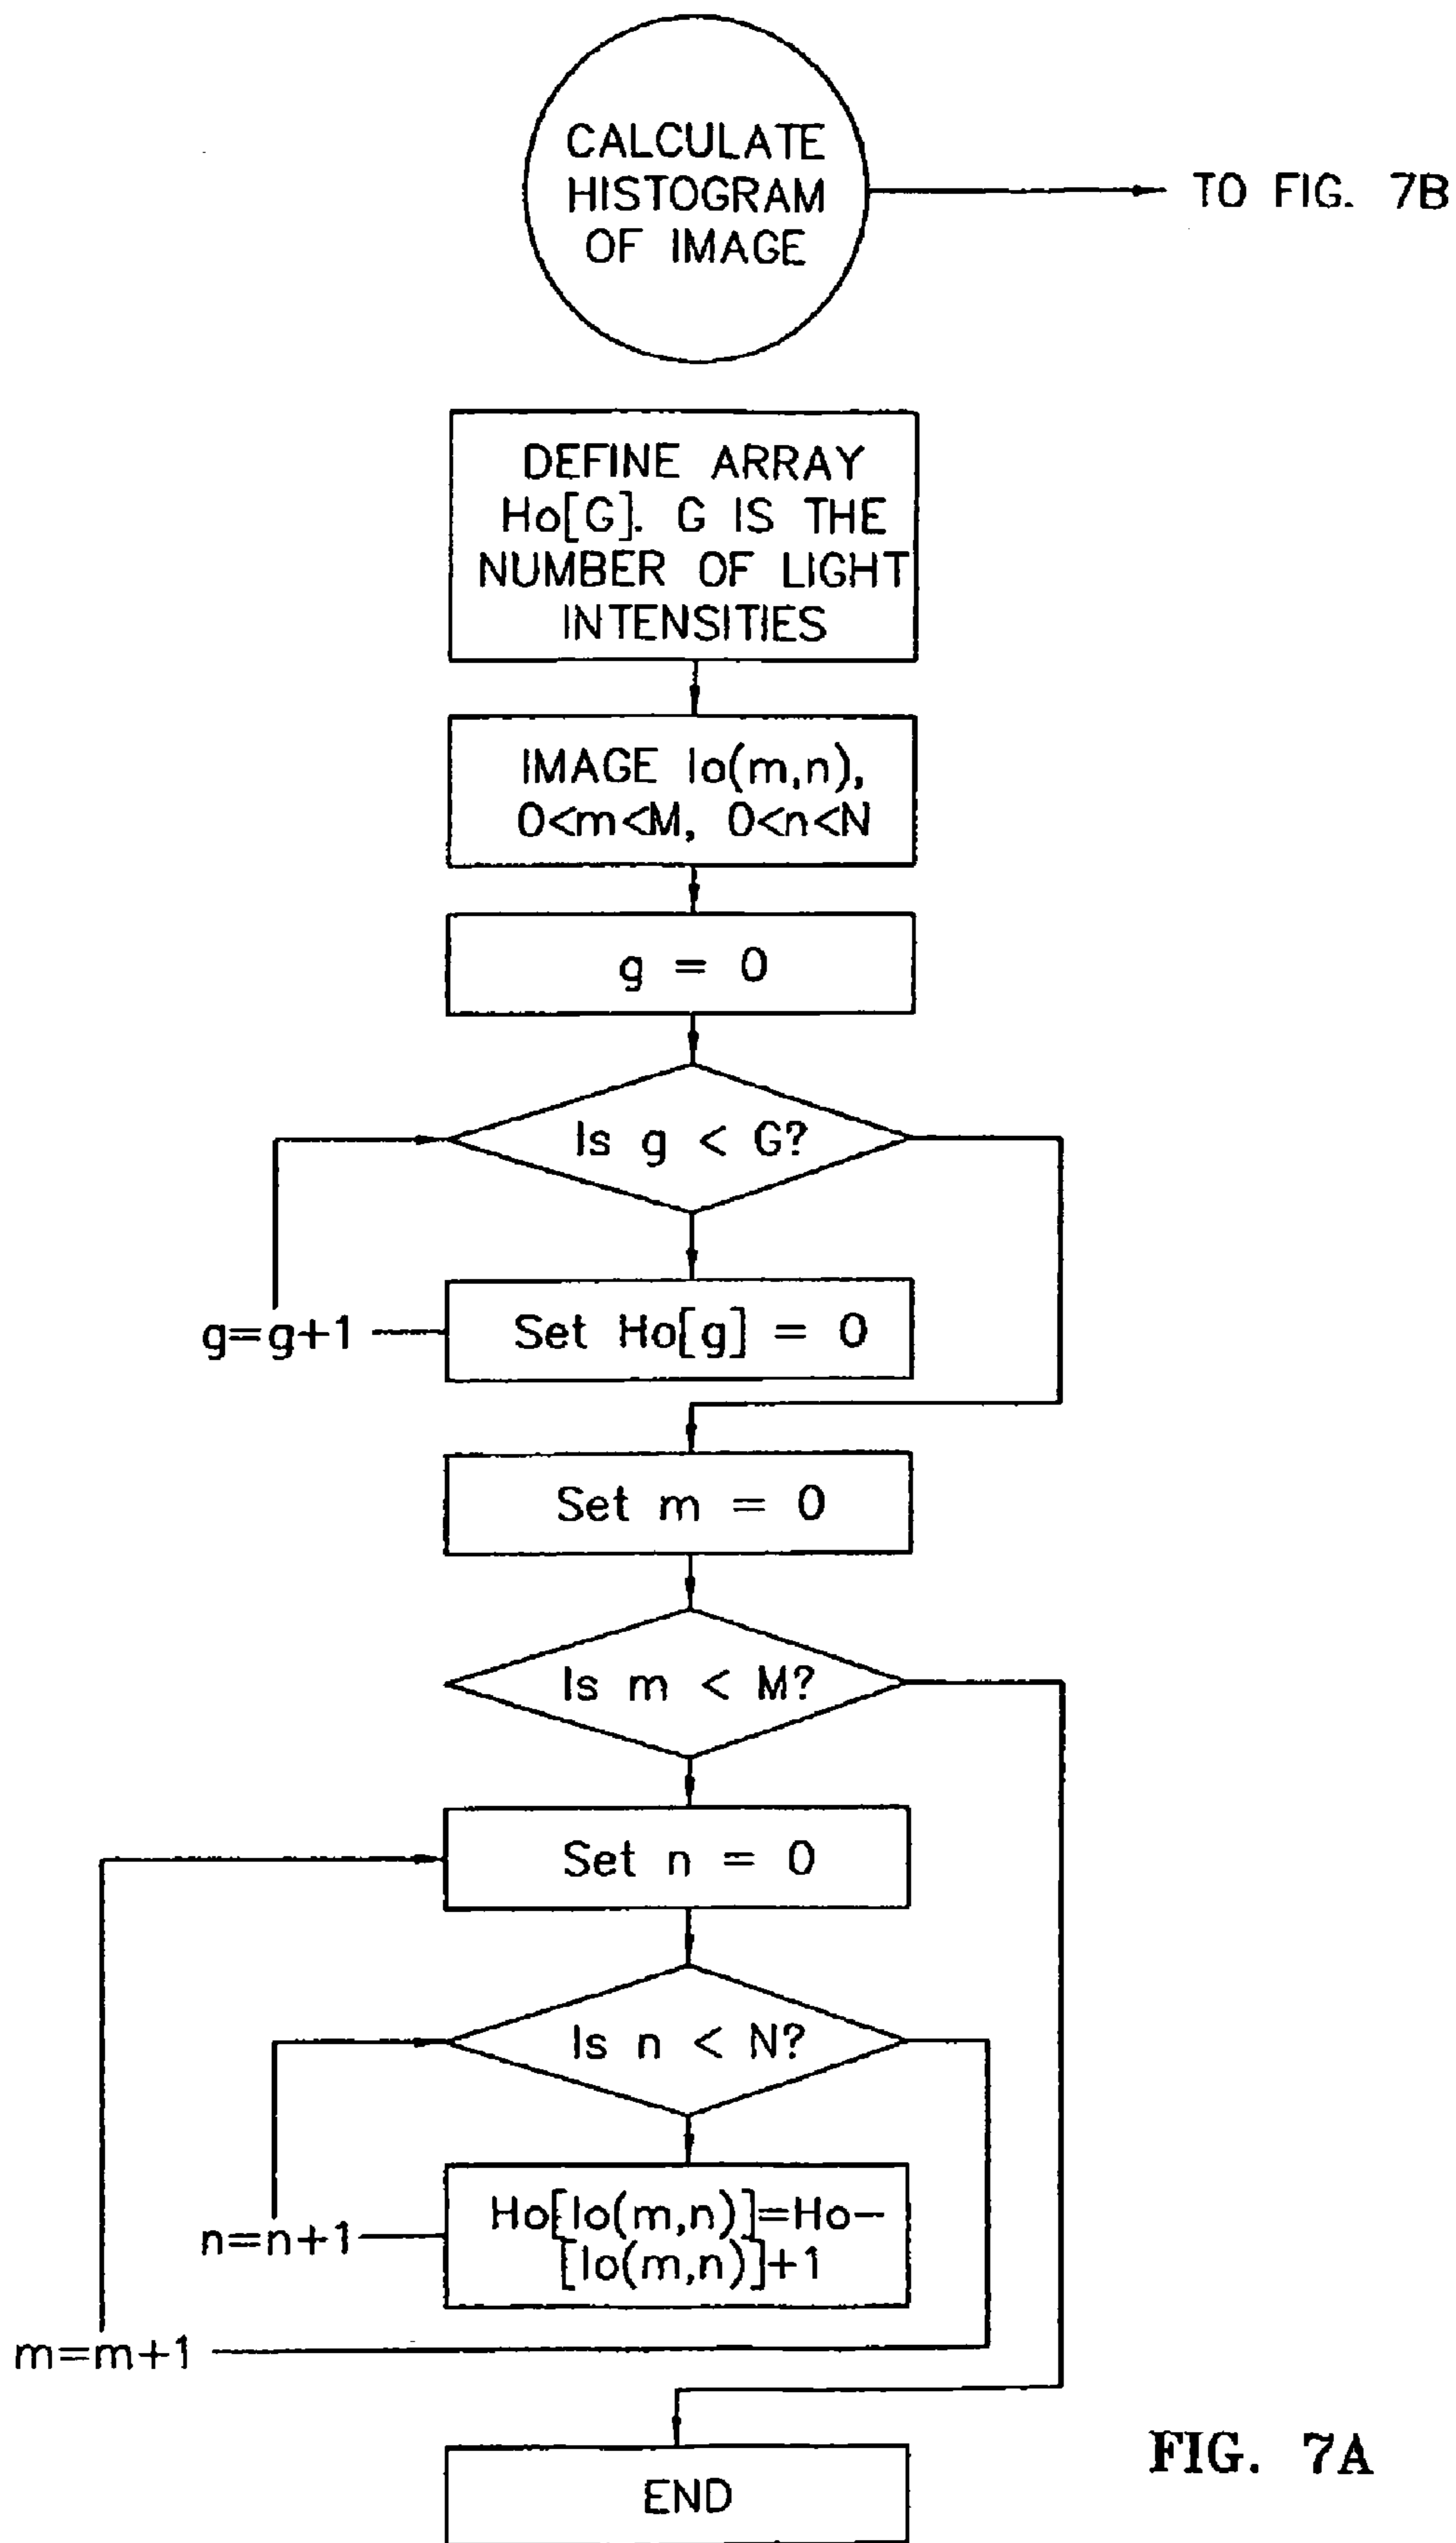 CALCULATE
HISTOGRAM
OF IMAGE
TO FIG. 7B
DEFINE ARRAY
Ho[G]. G IS THE
NUMBER OF LIGHT
INTENSITIES
IMAGE Io(m,n),
0<m<M, 0<n<N
g = 0
Is g < G?
g=g+1
Set Ho[g] = 0
Set m = 0
Is m < M?
Set n = 0
Is n < N?
n=n+1
Ho[Io(m,n)]=Ho–
[Io(m,n)]+1
m=m+1
END
FIG. 7A